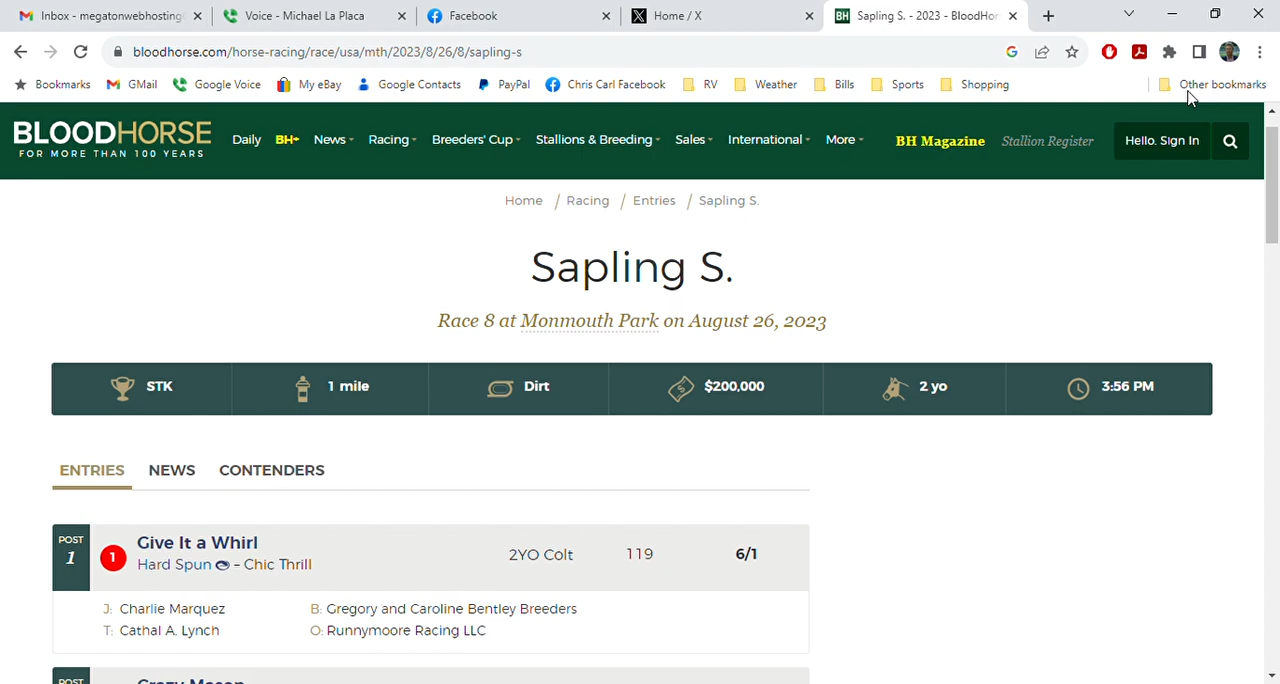 Inbox - megatonwebhosting
Voice - Michael La Placa
Facebook
Home / X
BH Sapling S. - 2023 - BloodHor
bloodhorse.com/horse-racing/race/usa/mth/2023/8/26/8/sapling-s
Bookmarks
GMail
Google Voice
My eBay
Google Contacts
PayPal
Chris Carl Facebook
RV
Weather
Bills
Sports
Shopping
Other bookmarks
BLOODHORSE
FOR MORE THAN 100 YEARS
Daily
BH+
News
Racing
Breeders' Cup
Stallions & Breeding
Sales
International
More
BH Magazine
Stallion Register
Hello. Sign In
Home / Racing / Entries / Sapling S.
Sapling S.
Race 8 at Monmouth Park on August 26, 2023
STK
1 mile
Dirt
$200,000
2 yo
3:56 PM
ENTRIES
NEWS
CONTENDERS
POST
1
1
Give It a Whirl
Hard Spun – Chic Thrill
2YO Colt
119
6/1
J: Charlie Marquez
B: Gregory and Caroline Bentley Breeders
T: Cathal A. Lynch
O: Runnymoore Racing LLC
POST
Crazy Mason